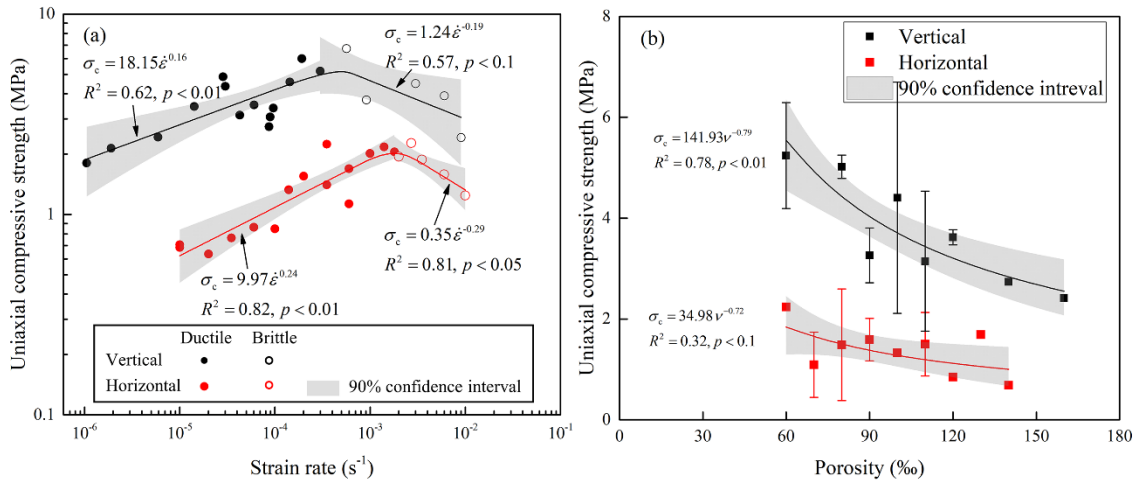 (a)
σc = 18.15ε̇^0.16
R² = 0.62, p < 0.01
σc = 1.24ε̇^-0.19
R² = 0.57, p < 0.1
σc = 9.97ε̇^0.24
R² = 0.82, p < 0.01
σc = 0.35ε̇^-0.29
R² = 0.81, p < 0.05
Ductile Brittle
Vertical
Horizontal
90% confidence interval
10
1
0.1
Uniaxial compressive strength (MPa)
10^-6 10^-5 10^-4 10^-3 10^-2 10^-1
Strain rate (s^-1)
(b)
Vertical
Horizontal
90% confidence intreval
σc = 141.93ν^-0.79
R² = 0.78, p < 0.01
σc = 34.98 ν^-0.72
R² = 0.32, p < 0.1
8
6
4
2
0
Uniaxial compressive strength (MPa)
0 30 60 90 120 150 180
Porosity (‰)